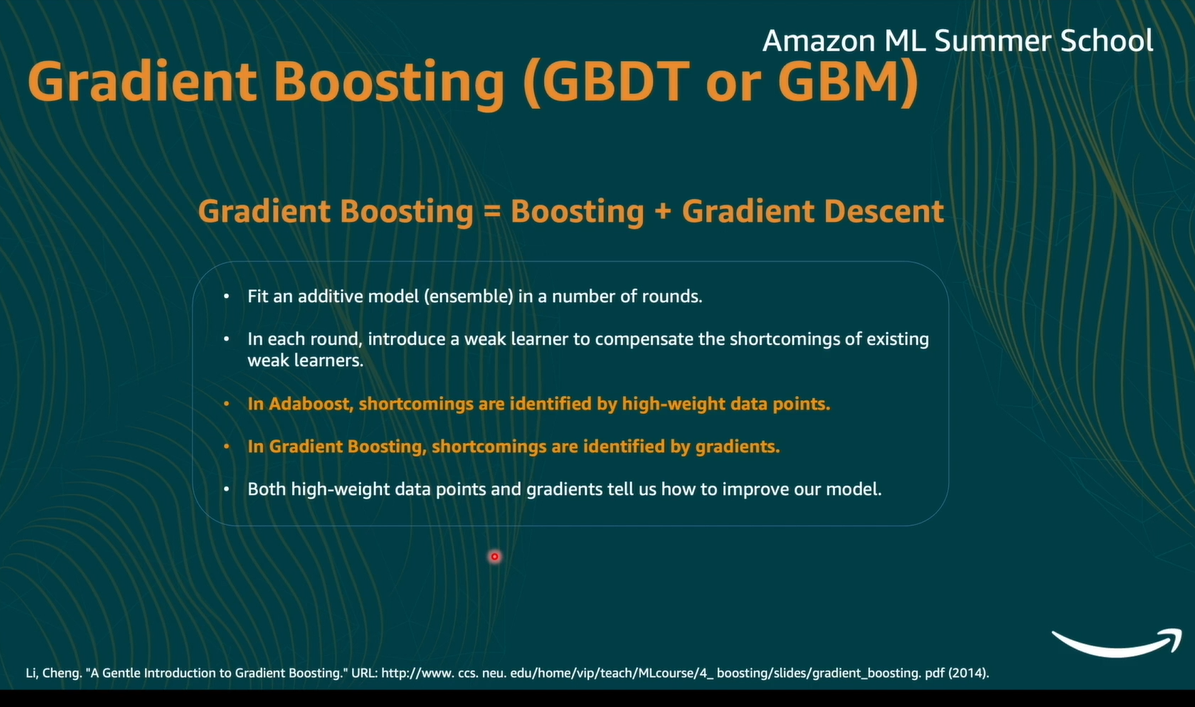 Amazon ML Summer School
Gradient Boosting (GBDT or GBM)
Gradient Boosting = Boosting + Gradient Descent
• Fit an additive model (ensemble) in a number of rounds.
• In each round, introduce a weak learner to compensate the shortcomings of existing
weak learners.
• In Adaboost, shortcomings are identified by high-weight data points.
• In Gradient Boosting, shortcomings are identified by gradients.
• Both high-weight data points and gradients tell us how to improve our model.
Li, Cheng. "A Gentle Introduction to Gradient Boosting." URL: http://www. ccs. neu. edu/home/vip/teach/MLcourse/4_ boosting/slides/gradient_boosting. pdf (2014).